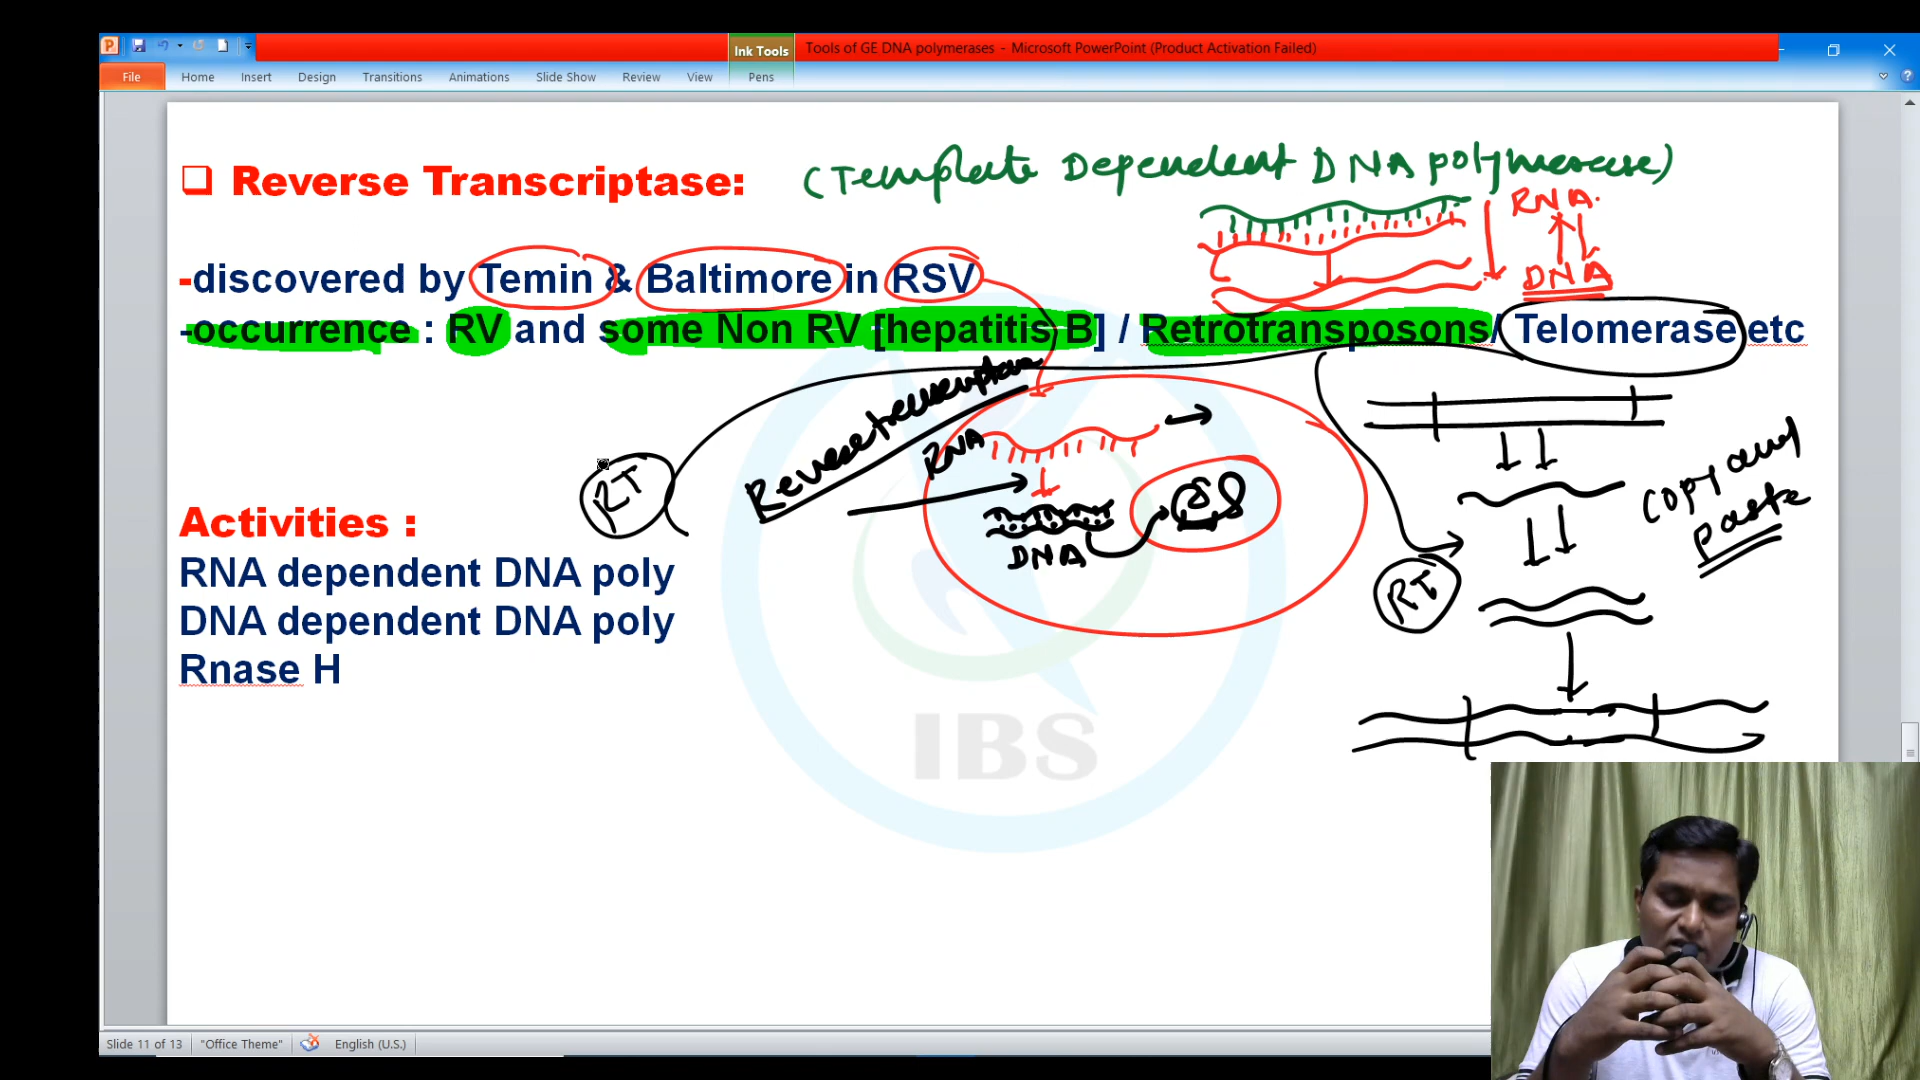 Ink Tools
Tools of GE DNA polymerases - Microsoft PowerPoint (Product Activation Failed)
File Home Insert Design Transitions Animations Slide Show Review View Pens
Reverse Transcriptase: (Template Dependent DNA polymerase)
RNA
DNA
-discovered by Temin & Baltimore in RSV
-occurrence : RV and some Non RV [hepatitis B] / Retrotransposons/ Telomerase etc
Reverse transcription
RNA
RT
DNA
copy and
paste
RT
Activities :
RNA dependent DNA poly
DNA dependent DNA poly
Rnase H
IBS
Slide 11 of 13 "Office Theme" English (U.S.)